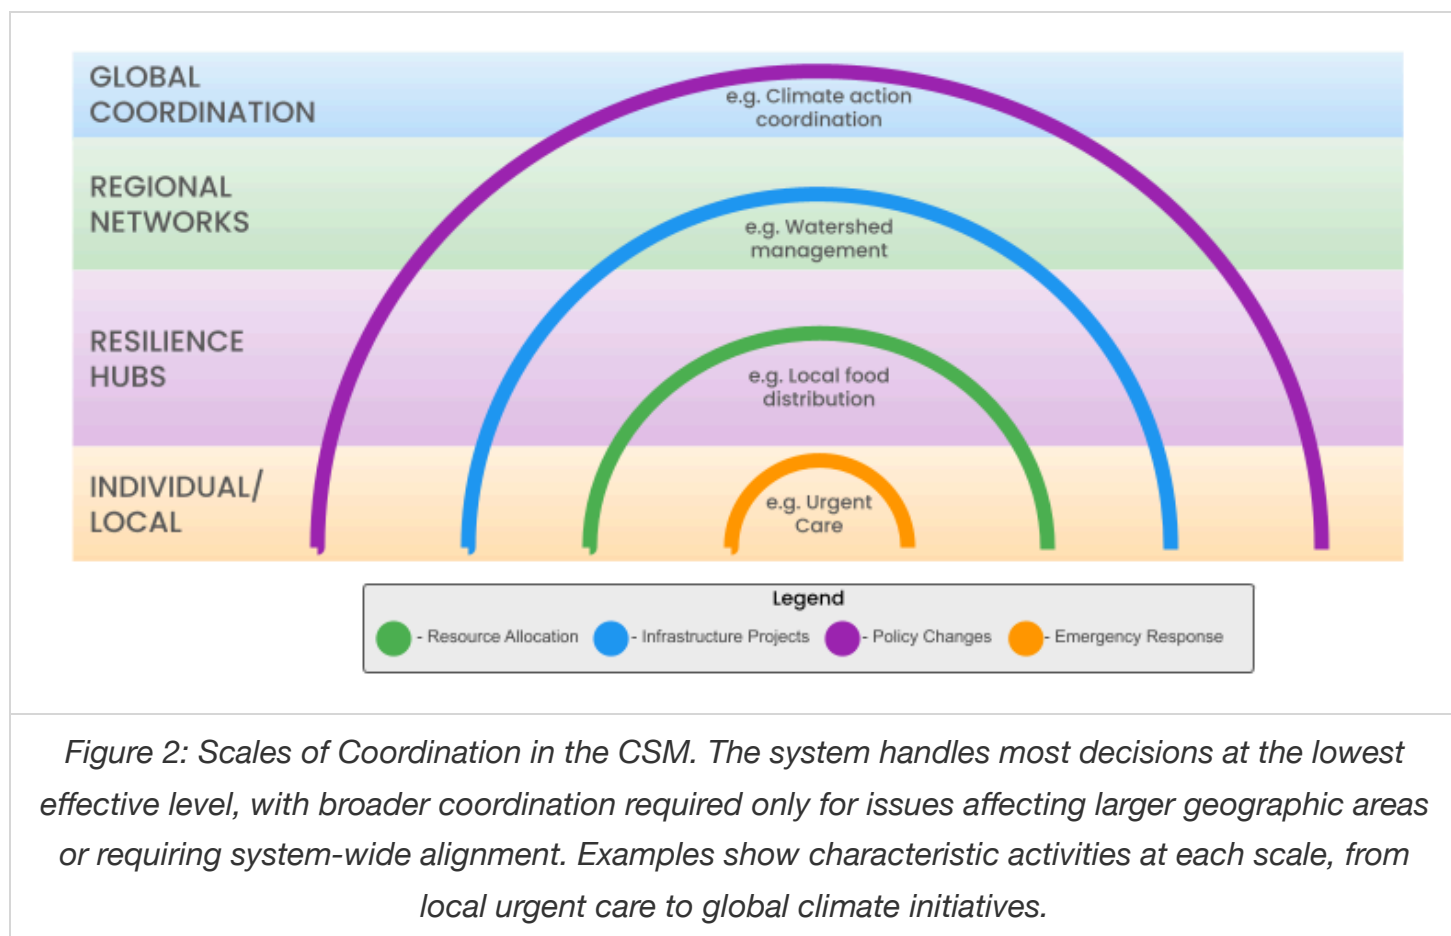 GLOBAL
COORDINATION
e.g. Climate action
coordination
REGIONAL
NETWORKS
e.g. Watershed
management
RESILIENCE
HUBS
e.g. Local food
distribution
INDIVIDUAL/
LOCAL
e.g. Urgent
Care
Legend
- Resource Allocation - Infrastructure Projects - Policy Changes - Emergency Response
Figure 2: Scales of Coordination in the CSM. The system handles most decisions at the lowest
effective level, with broader coordination required only for issues affecting larger geographic areas
or requiring system-wide alignment. Examples show characteristic activities at each scale, from
local urgent care to global climate initiatives.